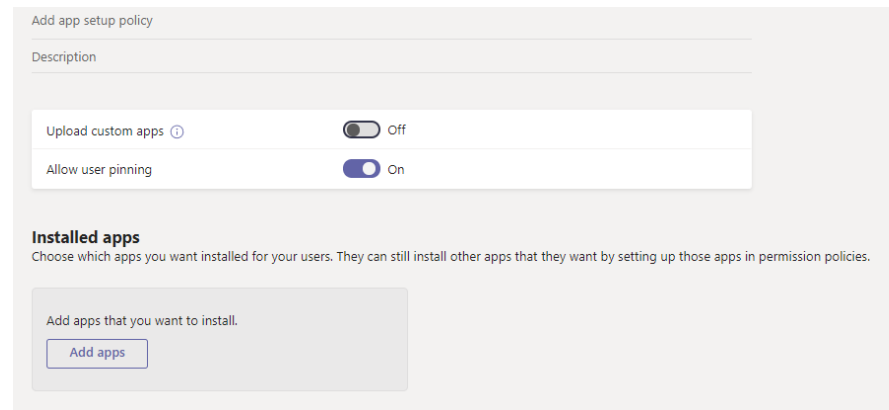 Add app setup policy
Description
Upload custom apps
Off
Allow user pinning
On
Installed apps
Choose which apps you want installed for your users. They can still install other apps that they want by setting up those apps in permission policies.
Add apps that you want to install.
Add apps